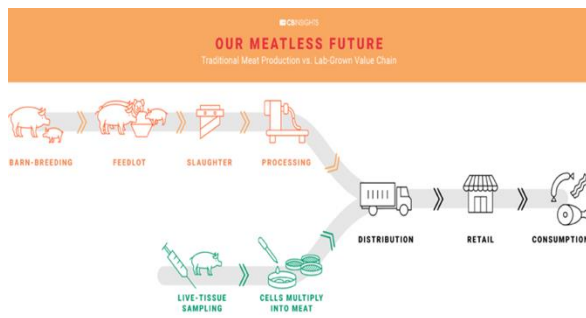 CBINSIGHTS
OUR MEATLESS FUTURE
Traditional Meat Production vs. Lab-Grown Value Chain
BARN-BREEDING
FEEDLOT
SLAUGHTER
PROCESSING
DISTRIBUTION
RETAIL
CONSUMPTION
LIVE-TISSUE
SAMPLING
CELLS MULTIPLY
INTO MEAT